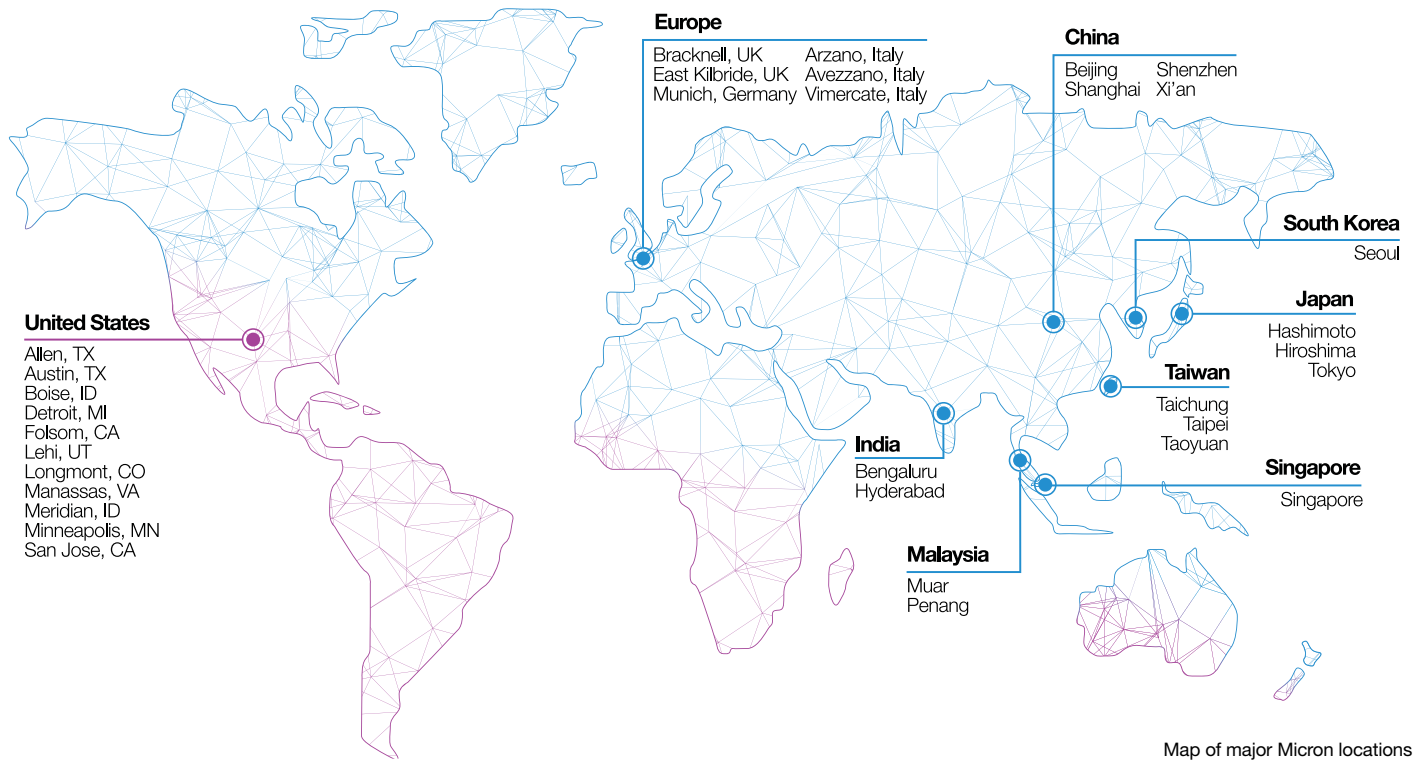 Europe
Bracknell, UK Arzano, Italy
East Kilbride, UK Avezzano, Italy
Munich, Germany Vimercate, Italy
China
Beijing Shenzhen
Shanghai Xi'an
South Korea
Seoul
Japan
Hashimoto
Hiroshima
Tokyo
United States
Allen, TX
Austin, TX
Boise, ID
Detroit, MI
Folsom, CA
Lehi, UT
Longmont, CO
Manassas, VA
Meridian, ID
Minneapolis, MN
San Jose, CA
Taiwan
Taichung
Taipei
Taoyuan
India
Bengaluru
Hyderabad
Singapore
Singapore
Malaysia
Muar
Penang
Map of major Micron locations